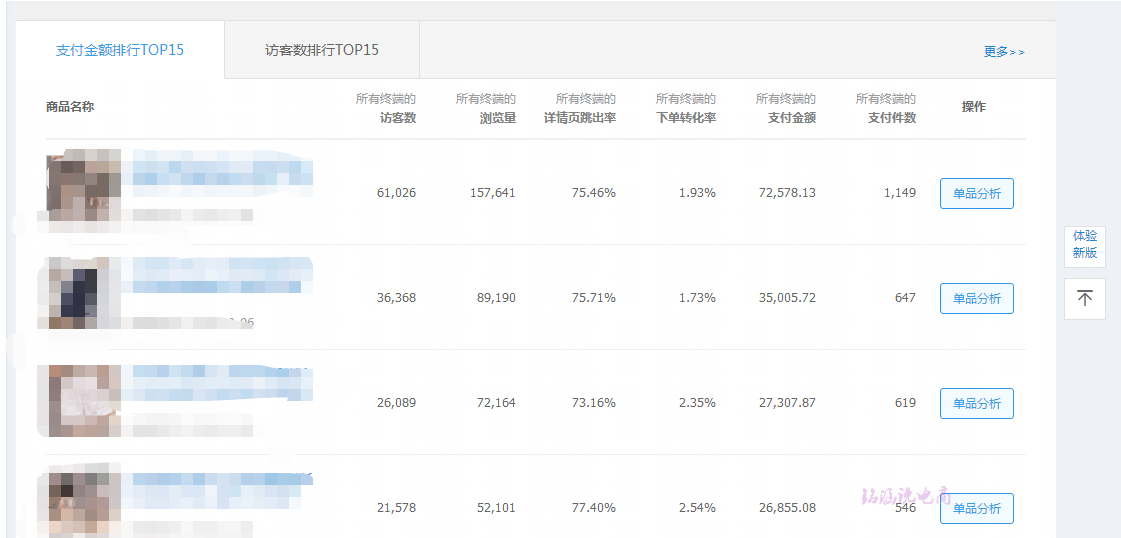 支付金额排行TOP15 访客数排行TOP15 更多>>
商品名称 所有终端的 所有终端的 所有终端的 所有终端的 所有终端的 所有终端的 操作
访客数 浏览量 详情页跳出率 下单转化率 支付金额 支付件数
61,026 157,641 75.46% 1.93% 72,578.13 1,149 单品分析
体验
新版
36,368 89,190 75.71% 1.73% 35,005.72 647 单品分析
26,089 72,164 73.16% 2.35% 27,307.87 619 单品分析
21,578 52,101 77.40% 2.54% 26,855.08 546 单品分析
说电商